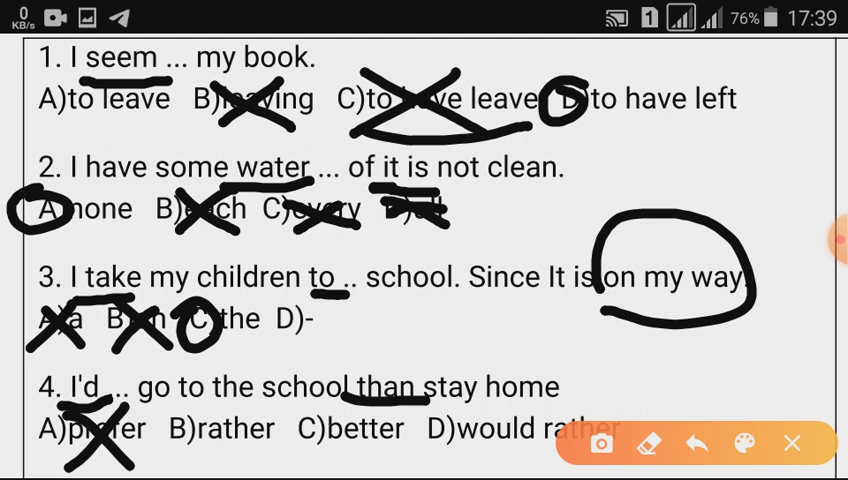 0 KB/s 1 76% 17:39
1. I seem ... my book.
A)to leave B)leaving C)to have leave D)to have left
2. I have some water ... of it is not clean.
A)none B)each C)every D)all
3. I take my children to .. school. Since It is on my way.
A)a B)an C)the D)-
4. I'd ... go to the school than stay home
A)prefer B)rather C)better D)would rather